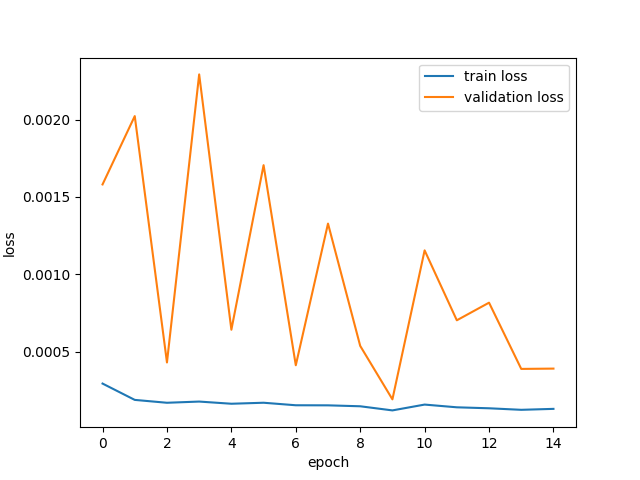 train loss
validation loss
0.0020
0.0015
0.0010
0.0005
loss
0 2 4 6 8 10 12 14
epoch